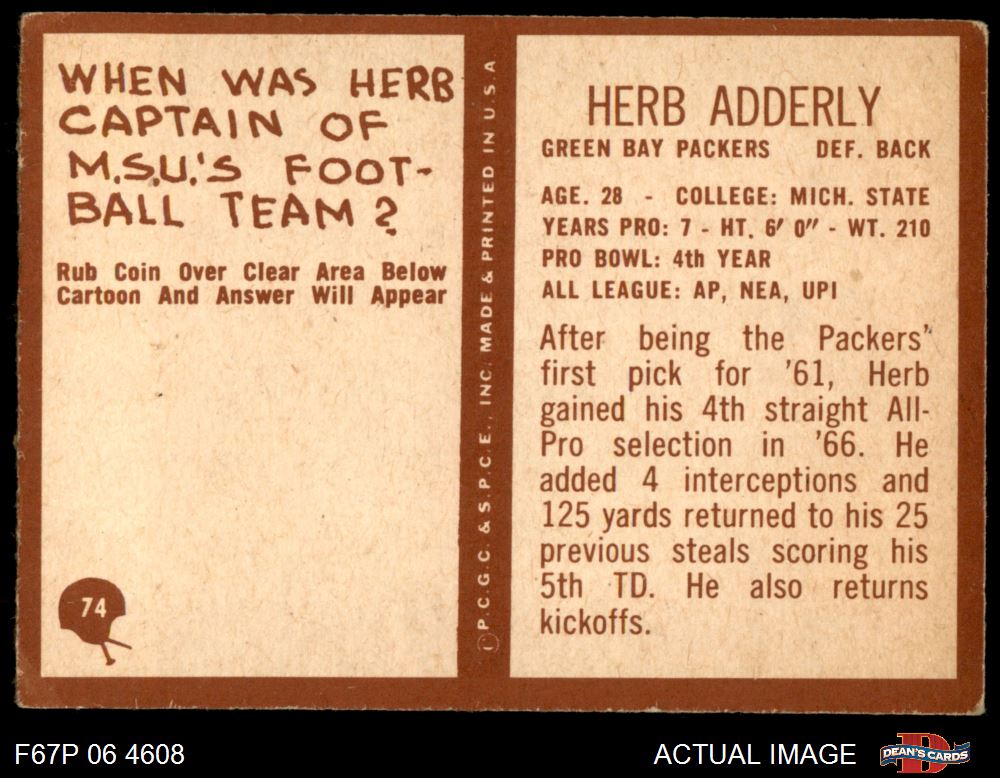 WHEN WAS HERB
CAPTAIN OF
M.S.U.'S FOOT-
BALL TEAM?
Rub Coin Over Clear Area Below
Cartoon And Answer Will Appear
74
P.C.G.C. & S.P.C.E., INC. MADE & PRINTED IN U.S.A
HERB ADDERLY
GREEN BAY PACKERS DEF. BACK
AGE. 28 - COLLEGE: MICH. STATE
YEARS PRO: 7 - HT. 6' 0" - WT. 210
PRO BOWL: 4th YEAR
ALL LEAGUE: AP, NEA, UPI
After being the Packers'
first pick for '61, Herb
gained his 4th straight All-
Pro selection in '66. He
added 4 interceptions and
125 yards returned to his 25
previous steals scoring his
5th TD. He also returns
kickoffs.
F67P 06 4608
ACTUAL IMAGE
D
DEAN'S CARDS